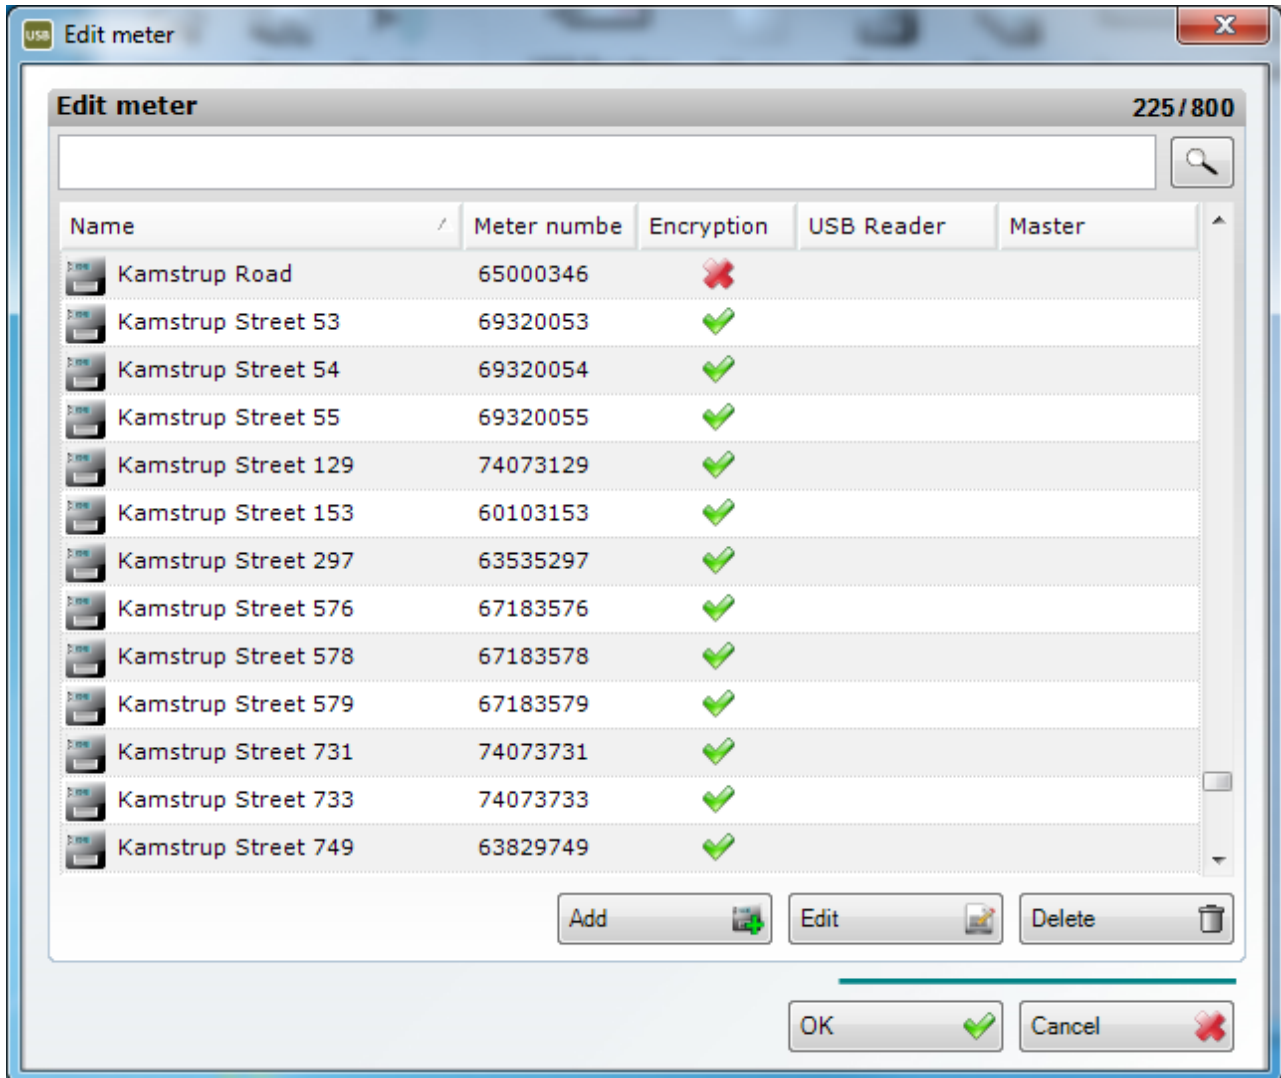 USB Edit meter
Edit meter 225/800
Name Meter numbe Encryption USB Reader Master
Kamstrup Road 65000346
Kamstrup Street 53 69320053
Kamstrup Street 54 69320054
Kamstrup Street 55 69320055
Kamstrup Street 129 74073129
Kamstrup Street 153 60103153
Kamstrup Street 297 63535297
Kamstrup Street 576 67183576
Kamstrup Street 578 67183578
Kamstrup Street 579 67183579
Kamstrup Street 731 74073731
Kamstrup Street 733 74073733
Kamstrup Street 749 63829749
Add Edit Delete
OK Cancel